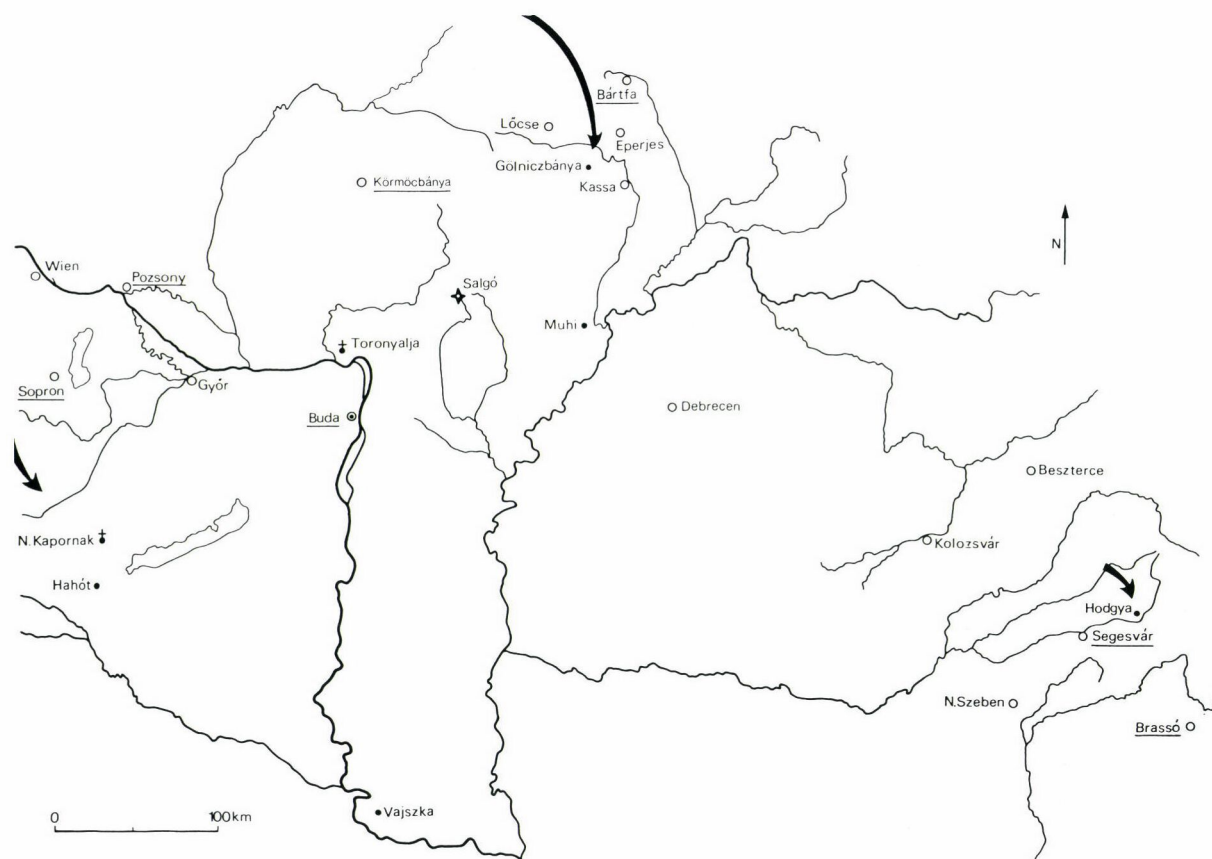 Bártfa
Lőcse
Eperjes
Gölniczbánya
Kassa
Körmöcbánya
N
Wien
Pozsony
Salgó
Muhi
Toronyalja
Sopron
Győr
Debrecen
Buda
Beszterce
N. Kapornak
Kolozsvár
Hahót
Hodgya
Segesvár
N.Szeben
Brassó
Vajszka
0 100km